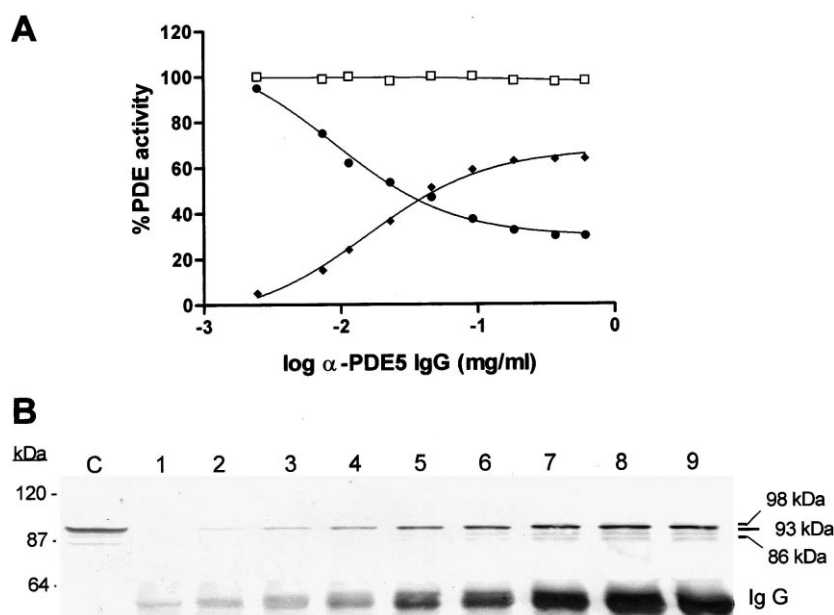 A
120
100
80
60
40
20
0
% PDE activity
-3 -2 -1 0
log α-PDE5 IgG (mg/ml)
B
kDa C 1 2 3 4 5 6 7 8 9
120 - 98 kDa
87 - 93 kDa
86 kDa
64 - Ig G